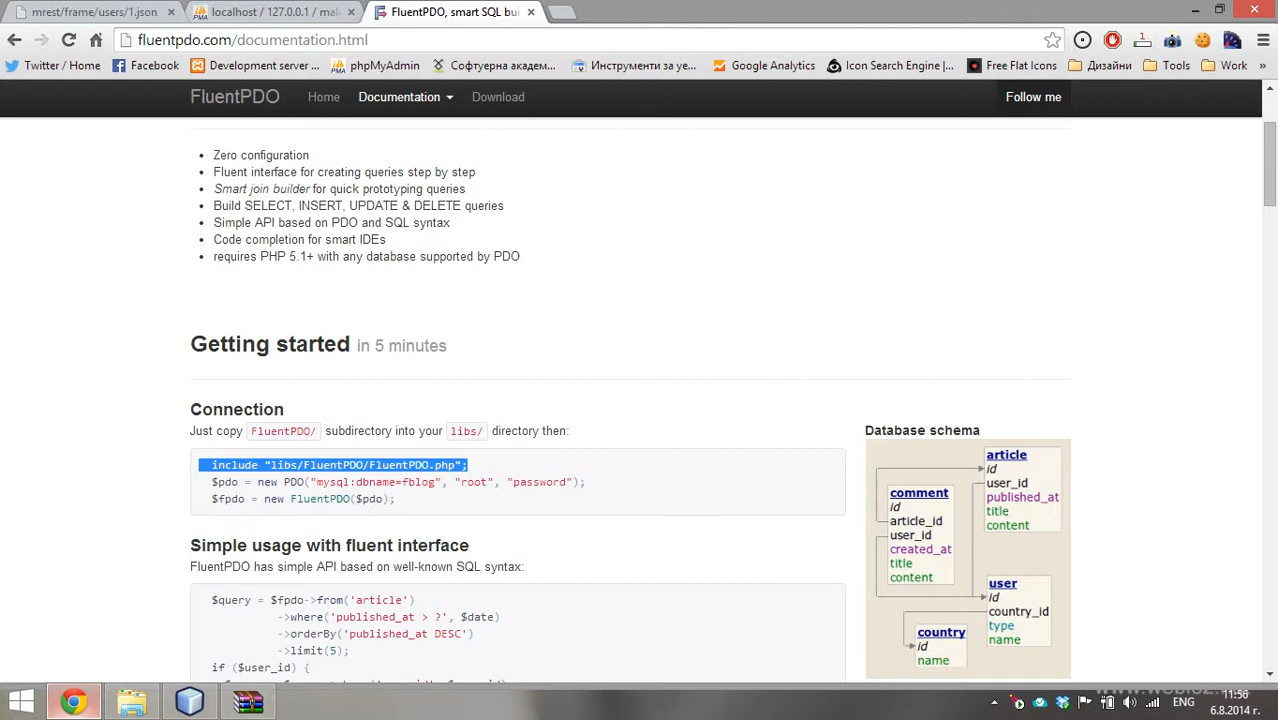 mrest/frame/users/1.json
localhost / 127.0.0.1 / mal
FluentPDO, smart SQL bui
fluentpdo.com/documentation.html
Twitter / Home
Facebook
Development server ...
phpMyAdmin
Софтуерна академ...
Инструменти за уе...
Google Analytics
Icon Search Engine |...
Free Flat Icons
Дизайни
Tools
Work
»
FluentPDO
Home
Documentation
Download
Follow me
Zero configuration
Fluent interface for creating queries step by step
Smart join builder for quick prototyping queries
Build SELECT, INSERT, UPDATE & DELETE queries
Simple API based on PDO and SQL syntax
Code completion for smart IDEs
requires PHP 5.1+ with any database supported by PDO
Getting started in 5 minutes
Connection
Just copy FluentPDO/ subdirectory into your libs/ directory then:
include "libs/FluentPDO/FluentPDO.php";
$pdo = new PDO("mysql:dbname=fblog", "root", "password");
$fpdo = new FluentPDO($pdo);
Simple usage with fluent interface
FluentPDO has simple API based on well-known SQL syntax:
$query = $fpdo->from('article')
->where('published_at > ?', $date)
->orderBy('published_at DESC')
->limit(5);
if ($user_id) {
Database schema
article
id
user_id
published_at
title
content
comment
id
article_id
user_id
created_at
title
content
user
id
country_id
type
name
country
id
name
ENG
11:56
6.8.2014 г.